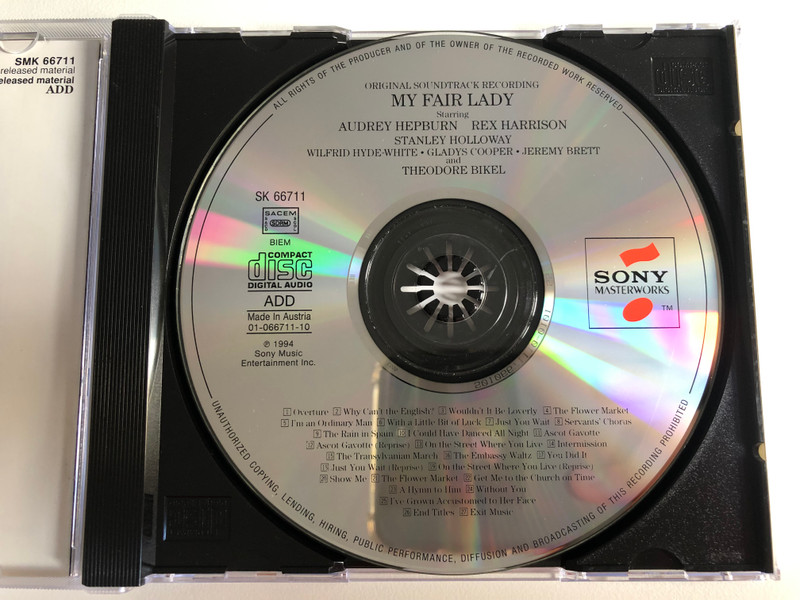 SMK 66711
released material
released material
ADD
ALL RIGHTS OF THE PRODUCER AND OF THE OWNER OF THE RECORDED WORK RESERVED
ORIGINAL SOUNDTRACK RECORDING
MY FAIR LADY
Starring
AUDREY HEPBURN REX HARRISON
STANLEY HOLLOWAY
WILFRID HYDE-WHITE • GLADYS COOPER • JEREMY BRETT
and
THEODORE BIKEL
SK 66711
SACEM
SDRM
BIEM
COMPACT
disc
DIGITAL AUDIO
ADD
Made in Austria
01-066711-10
℗ 1994
Sony Music
Entertainment Inc.
SONY
MASTERWORKS
TM
1 Overture 2 Why Can't the English? 3 Wouldn't It Be Loverly 4 The Flower Market
5 I'm an Ordinary Man 6 With a Little Bit of Luck 7 Just You Wait 8 Servants' Chorus
9 The Rain in Spain 10 I Could Have Danced All Night 11 Ascot Gavotte
12 Ascot Gavotte (Reprise) 13 On the Street Where You Live 14 Intermission
15 The Transylvanian March 16 The Embassy Waltz 17 You Did It
18 Just You Wait (Reprise) 19 On the Street Where You Live (Reprise)
20 Show Me 21 The Flower Market 22 Get Me to the Church on Time
23 A Hymn to Him 24 Without You
25 I've Grown Accustomed to Her Face
26 End Titles 27 Exit Music
UNAUTHORIZED COPYING, LENDING, HIRING, PUBLIC PERFORMANCE, DIFFUSION AND BROADCASTING OF THIS RECORDING PROHIBITED